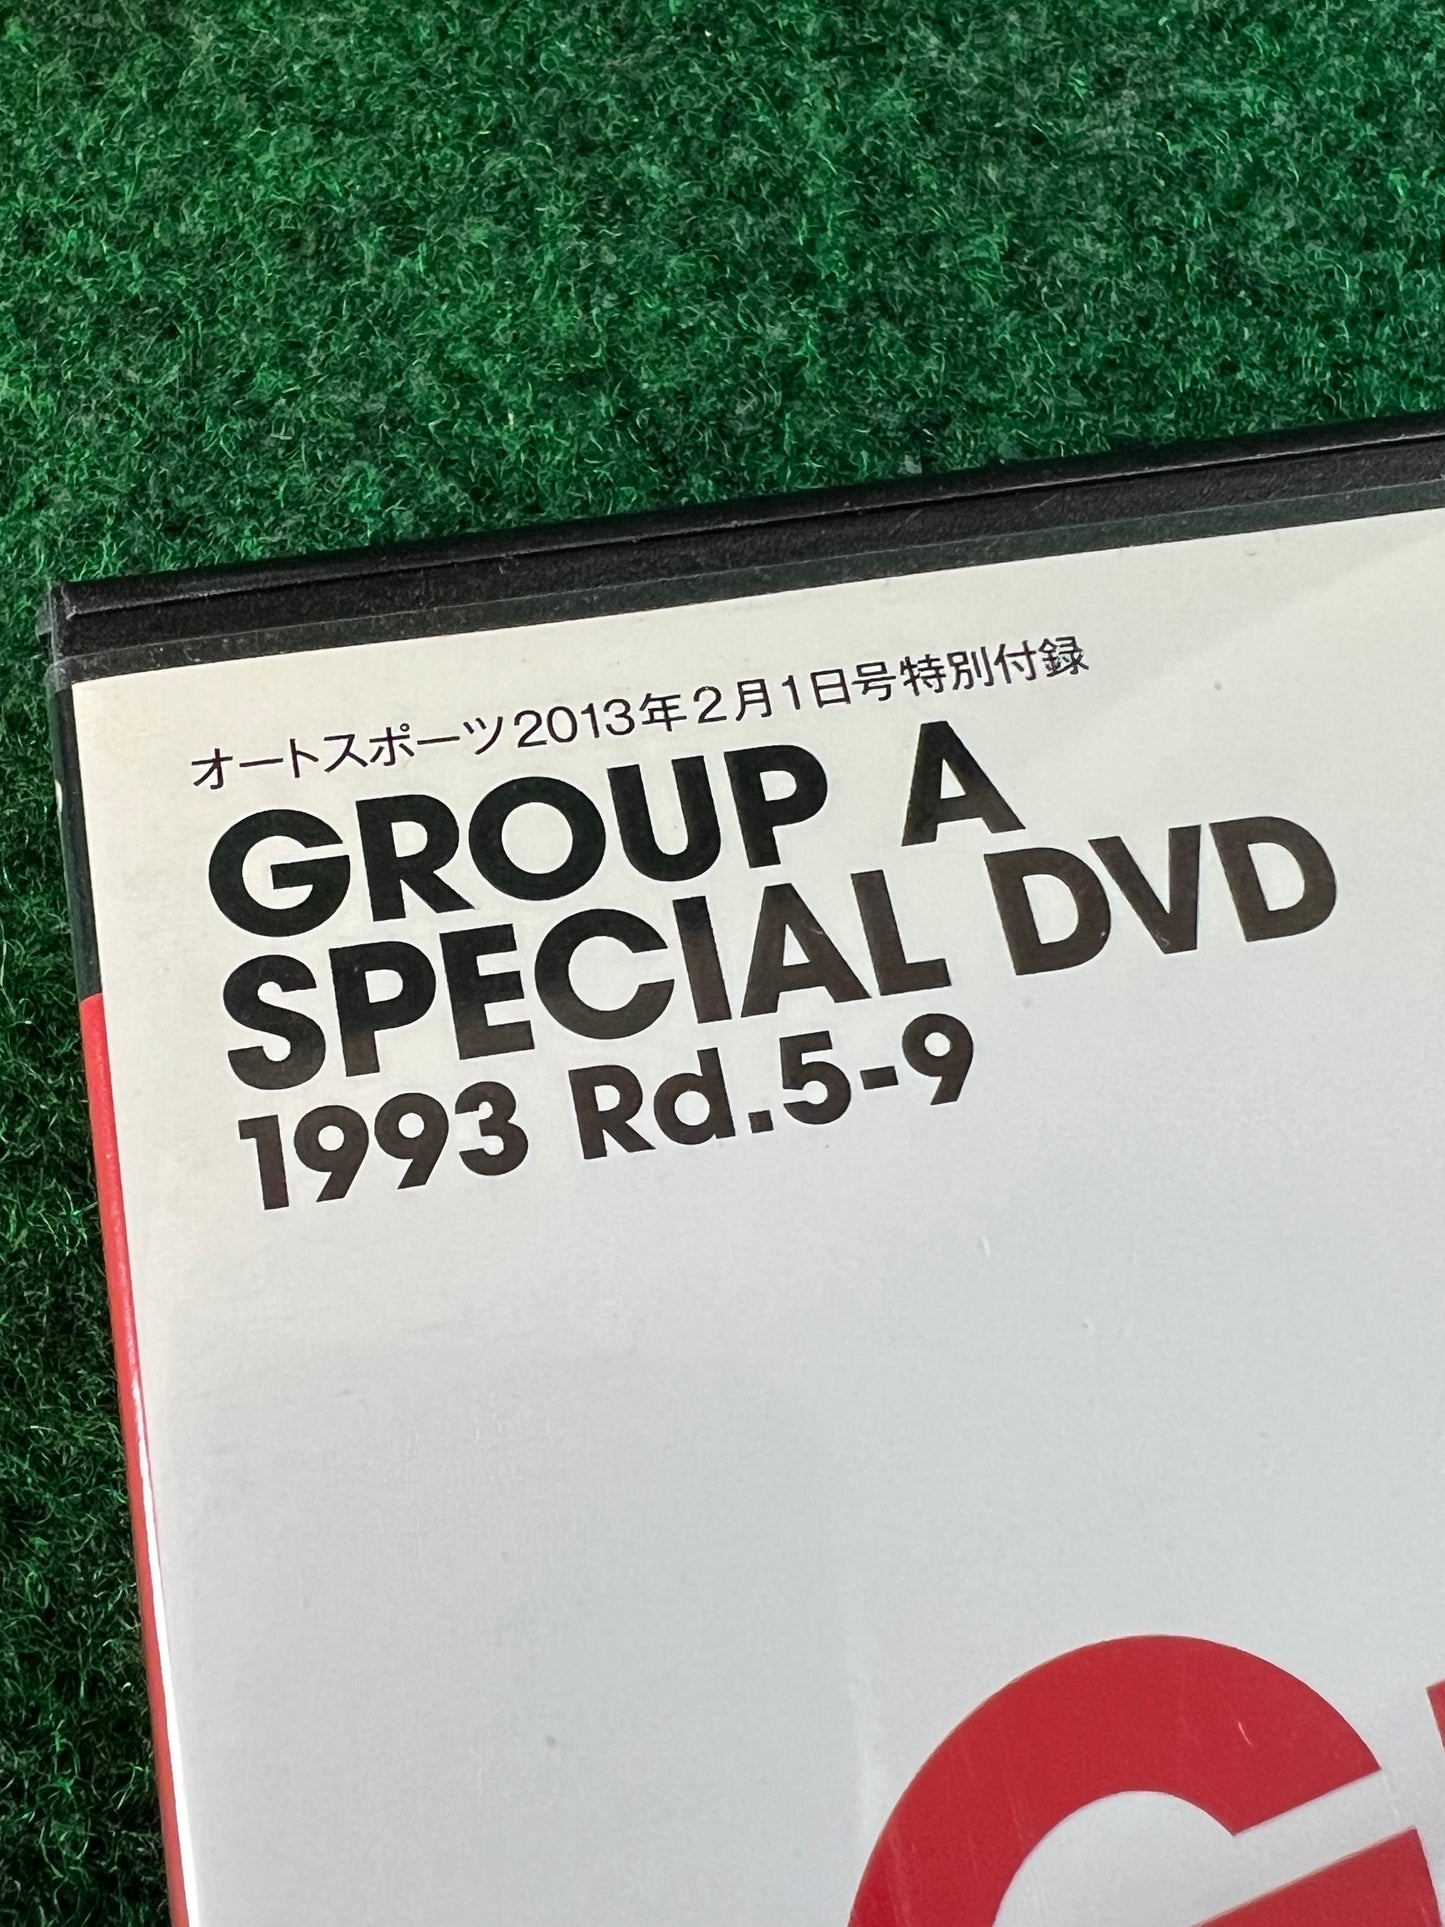 オートスポーツ2013年2月1日号特別付録
GROUP A
SPECIAL DVD
1993 Rd.5-9